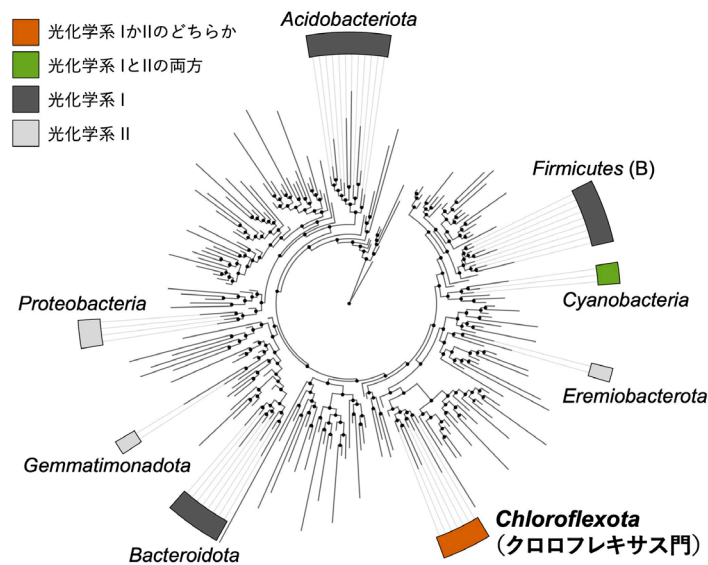 光化学系 IかIIのどちらか
光化学系 IとIIの両方
光化学系 I
光化学系 II
Acidobacteriota
Firmicutes (B)
Cyanobacteria
Proteobacteria
Eremiobacterota
Gemmatimonadota
Chloroflexota
（クロロフレキサス門）
Bacteroidota